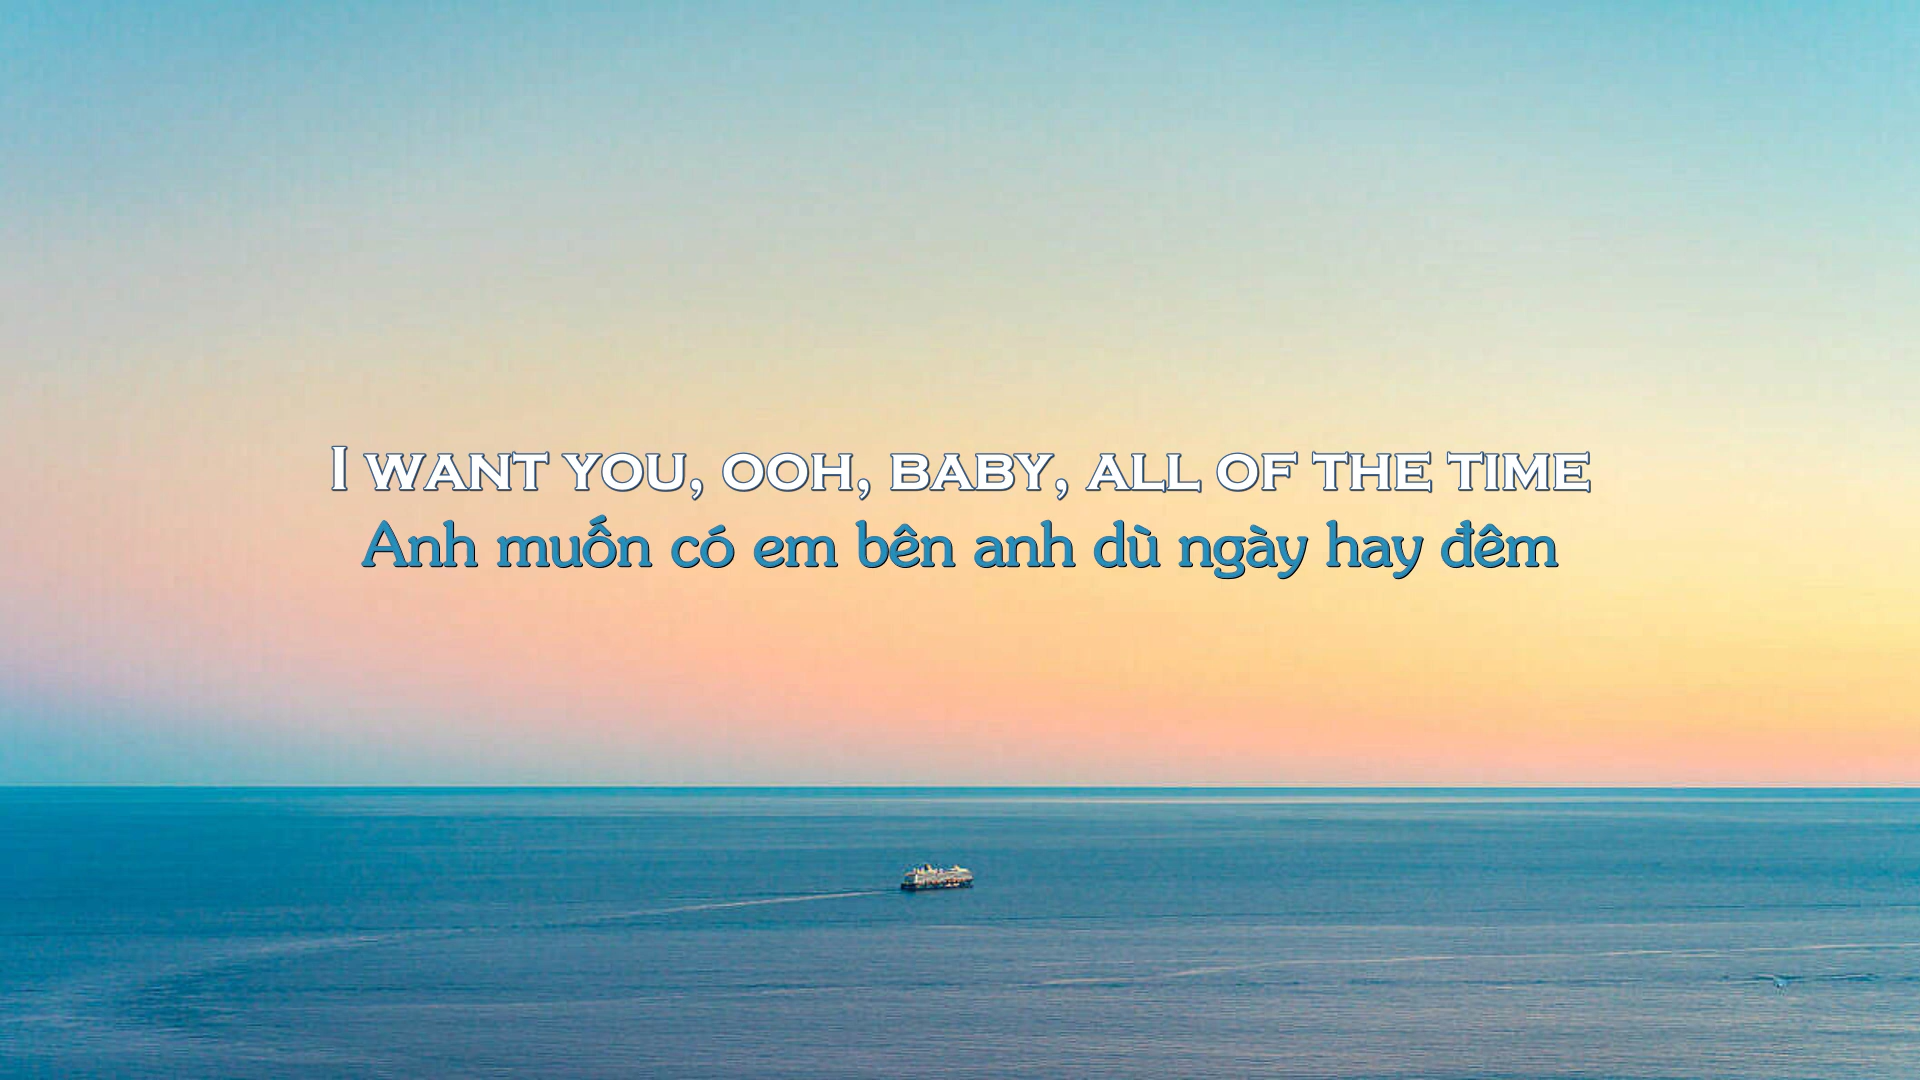 I WANT YOU, OOH, BABY, ALL OF THE TIME
Anh muốn có em bên anh dù ngày hay đêm